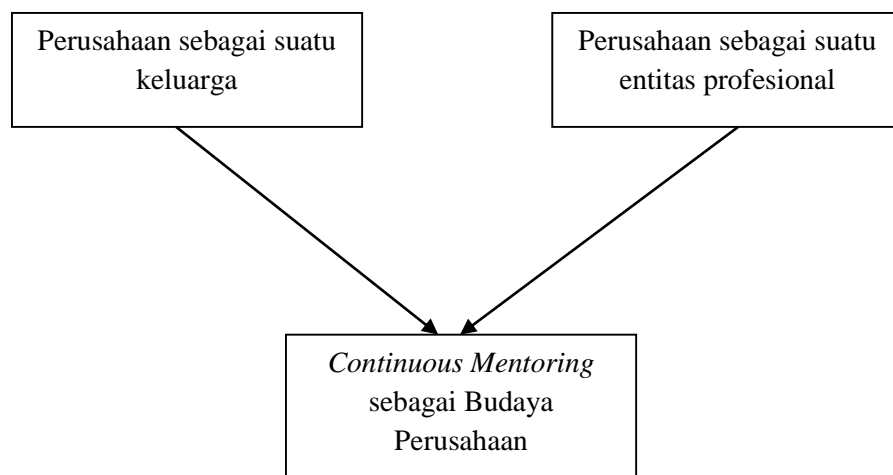 Perusahaan sebagai suatu
keluarga
Perusahaan sebagai suatu
entitas profesional
Continuous Mentoring
sebagai Budaya
Perusahaan